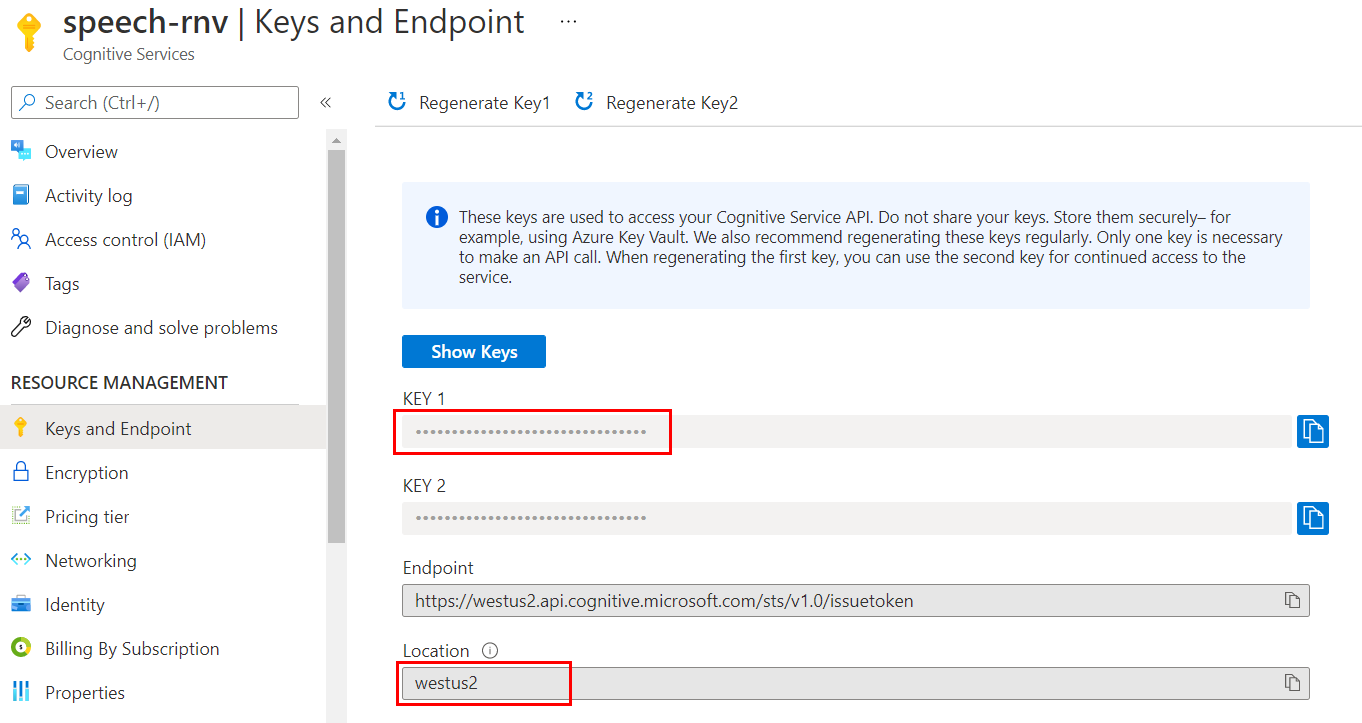 speech-rnv | Keys and Endpoint ...
Cognitive Services
Search (Ctrl+/)
«
Overview
Activity log
Access control (IAM)
Tags
Diagnose and solve problems
RESOURCE MANAGEMENT
Keys and Endpoint
Encryption
Pricing tier
Networking
Identity
Billing By Subscription
Properties
1 Regenerate Key1 2 Regenerate Key2
These keys are used to access your Cognitive Service API. Do not share your keys. Store them securely– for
example, using Azure Key Vault. We also recommend regenerating these keys regularly. Only one key is necessary
to make an API call. When regenerating the first key, you can use the second key for continued access to the
service.
Show Keys
KEY 1
••••••••••••••••••••••••••••••••
KEY 2
••••••••••••••••••••••••••••••••
Endpoint
https://westus2.api.cognitive.microsoft.com/sts/v1.0/issuetoken
Location
westus2